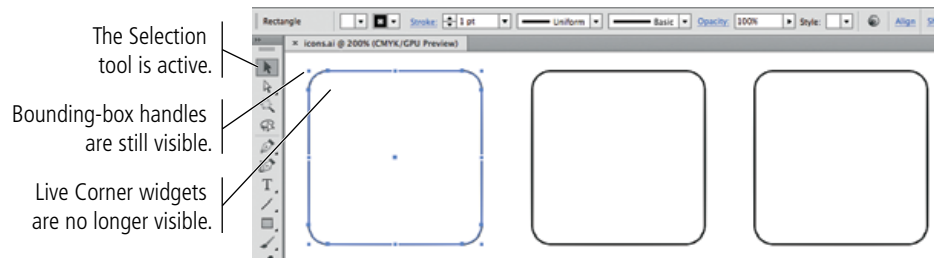 The Selection
tool is active.
Bounding-box handles
are still visible.
Live Corner widgets
are no longer visible.
Rectangle
Stroke: 1 pt Uniform Basic Opacity: 100% Style: Align
× icons.ai @ 200% (CMYK/GPU Preview)
T